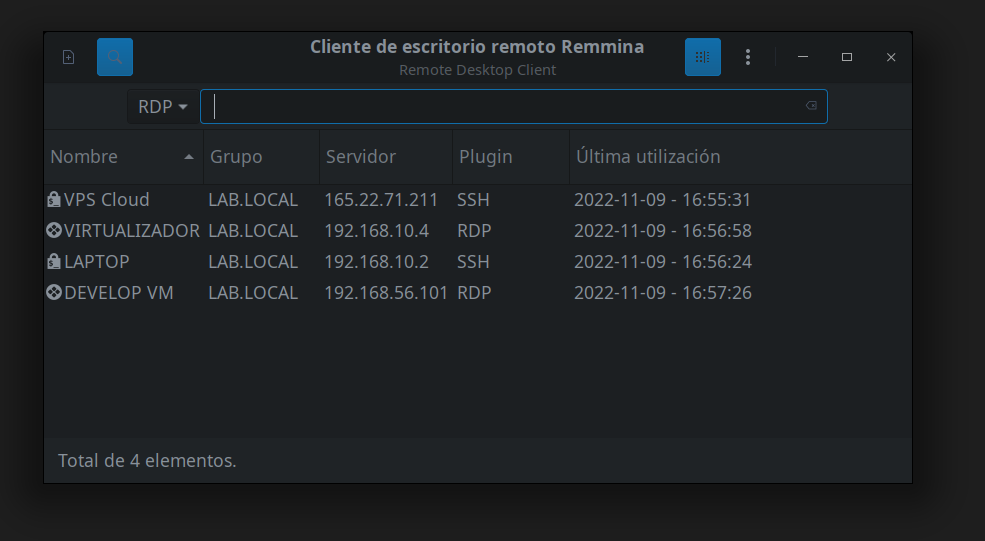 Cliente de escritorio remoto Remmina
Remote Desktop Client
RDP
Nombre Grupo Servidor Plugin Última utilización
VPS Cloud LAB.LOCAL 165.22.71.211 SSH 2022-11-09 - 16:55:31
VIRTUALIZADOR LAB.LOCAL 192.168.10.4 RDP 2022-11-09 - 16:56:58
LAPTOP LAB.LOCAL 192.168.10.2 SSH 2022-11-09 - 16:56:24
DEVELOP VM LAB.LOCAL 192.168.56.101 RDP 2022-11-09 - 16:57:26
Total de 4 elementos.